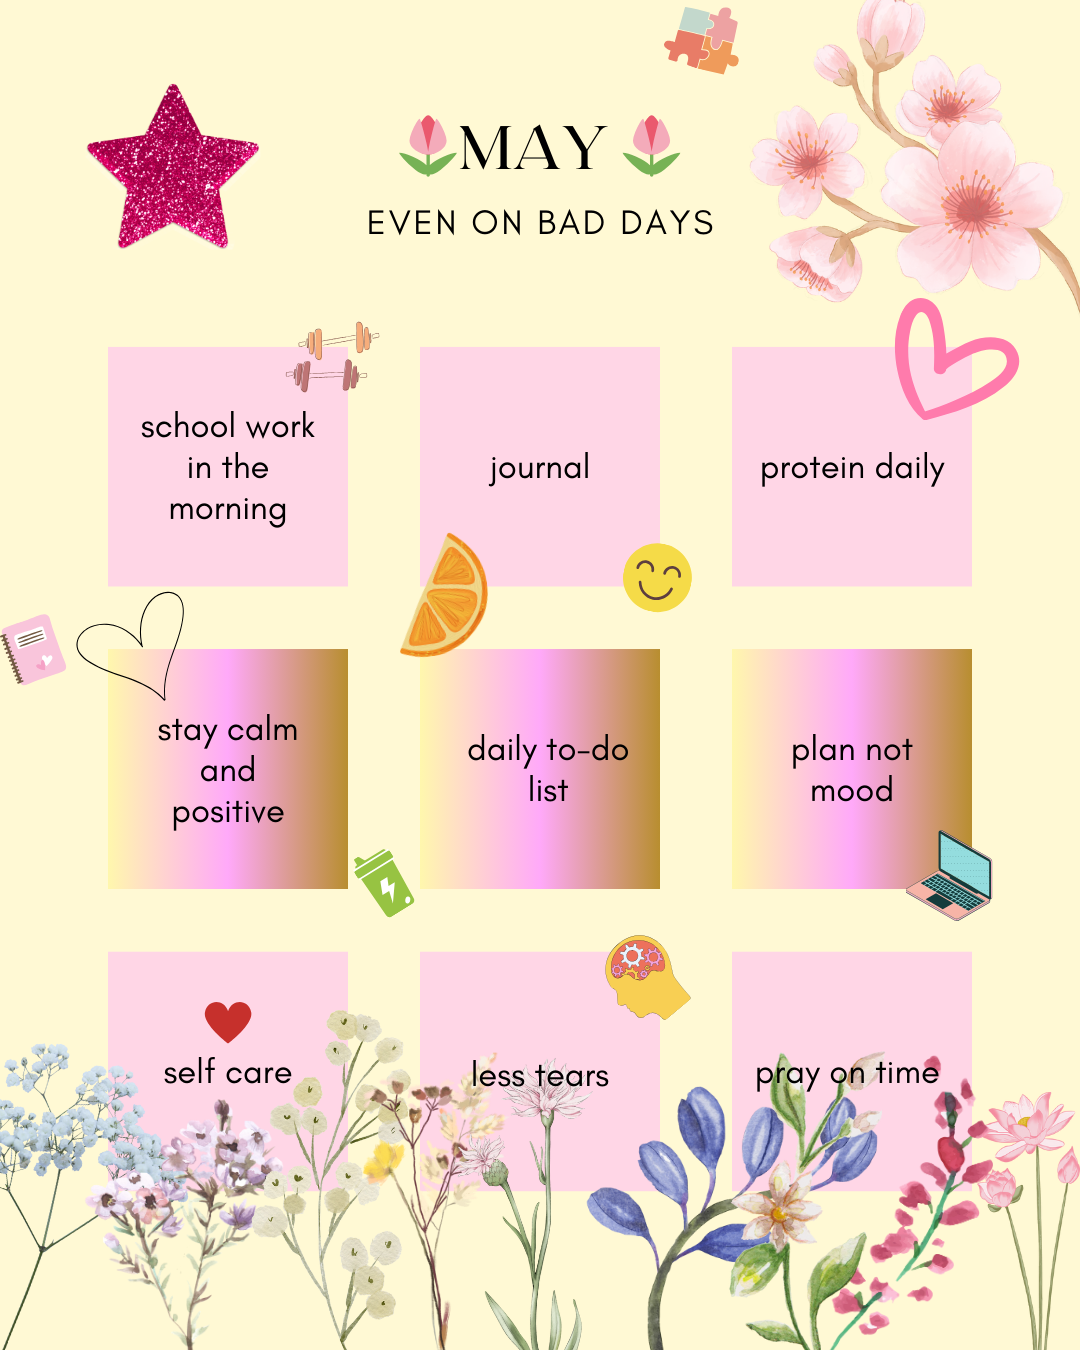 MAY
EVEN ON BAD DAYS
school work
in the
morning
journal
protein daily
stay calm
and
positive
daily to-do
list
plan not
mood
self care
less tears
pray on time